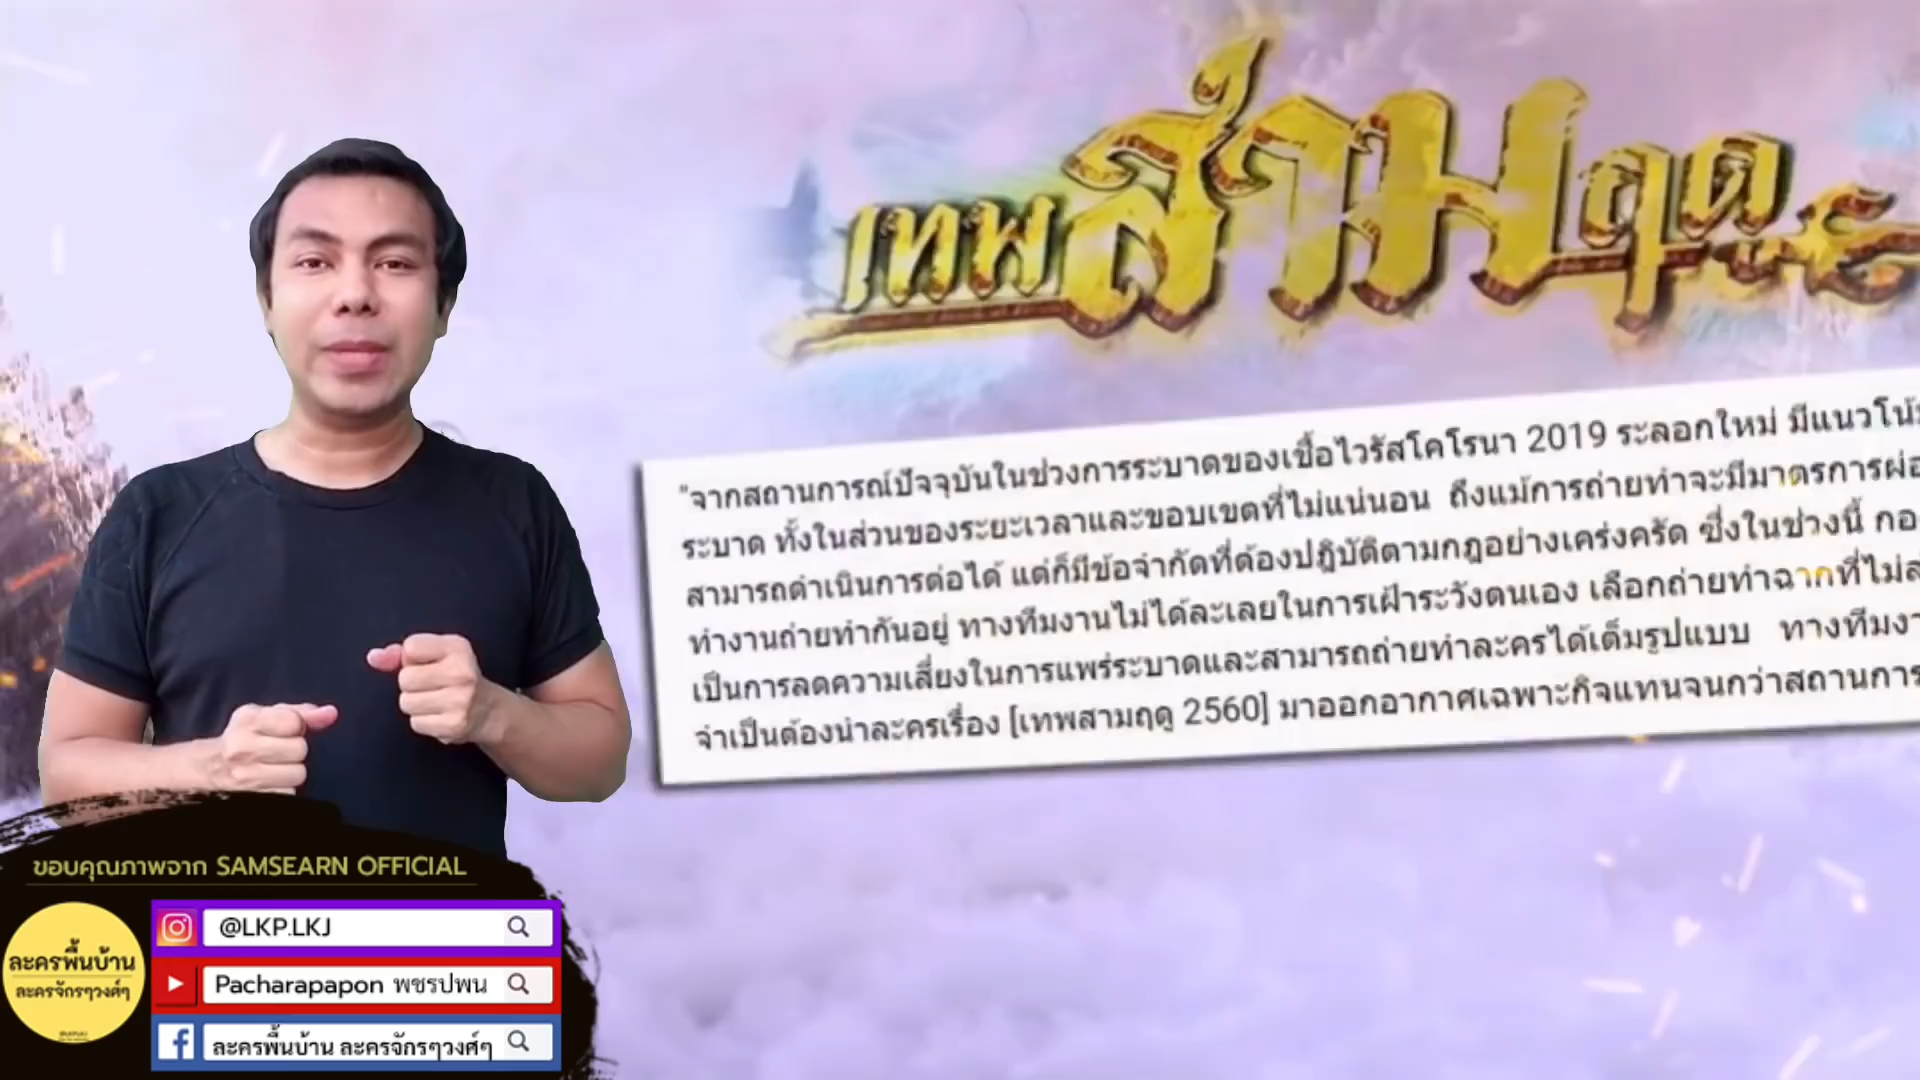 เทพสามฤดู
"จากสถานการณ์ปัจจุบันในช่วงการระบาดของเชื้อไวรัสโคโรนา 2019 ระลอกใหม่ มีแนวโน้ม
ระบาด ทั้งในส่วนของระยะเวลาและขอบเขตที่ไม่แน่นอน ถึงแม้การถ่ายทำจะมีมาตรการผ่อ
สามารถดำเนินการต่อได้ แต่ก็มีข้อจำกัดที่ต้องปฏิบัติตามกฎอย่างเคร่งครัด ซึ่งในช่วงนี้ กอ
ทำงานถ่ายทำกันอยู่ ทางทีมงานไม่ได้ละเลยในการเฝ้าระวังตนเอง เลือกถ่ายทำฉากที่ไม่ส
เป็นการลดความเสี่ยงในการแพร่ระบาดและสามารถถ่ายทำละครได้เต็มรูปแบบ ทางทีมงา
จำเป็นต้องนำละครเรื่อง [เทพสามฤดู 2560] มาออกอากาศเฉพาะกิจแทนจนกว่าสถานการ
ขอบคุณภาพจาก SAMSEARN OFFICIAL
@LKP.LKJ
ละครพื้นบ้าน
ละครจักรๆวงศ์ๆ
Pacharapapon พชรปพน
ละครพื้นบ้าน ละครจักรๆวงศ์ๆ